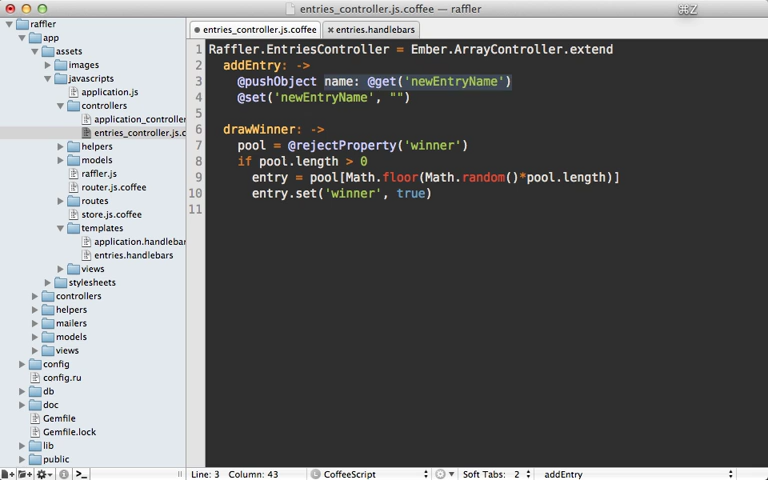 entries_controller.js.coffee — raffler
⌘Z
raffler
app
assets
images
javascripts
application.js
controllers
application_controller
entries_controller.js.c
helpers
models
raffler.js
router.js.coffee
routes
store.js.coffee
templates
application.handlebar
entries.handlebars
views
stylesheets
controllers
helpers
mailers
models
views
config
config.ru
db
doc
Gemfile
Gemfile.lock
lib
public
entries_controller.js.coffee
entries.handlebars
1 Raffler.EntriesController = Ember.ArrayController.extend
2 addEntry: ->
3 @pushObject name: @get('newEntryName')
4 @set('newEntryName', "")
5
6 drawWinner: ->
7 pool = @rejectProperty('winner')
8 if pool.length > 0
9 entry = pool[Math.floor(Math.random()*pool.length)]
10 entry.set('winner', true)
11
Line: 3 Column: 43 CoffeeScript Soft Tabs: 2 addEntry